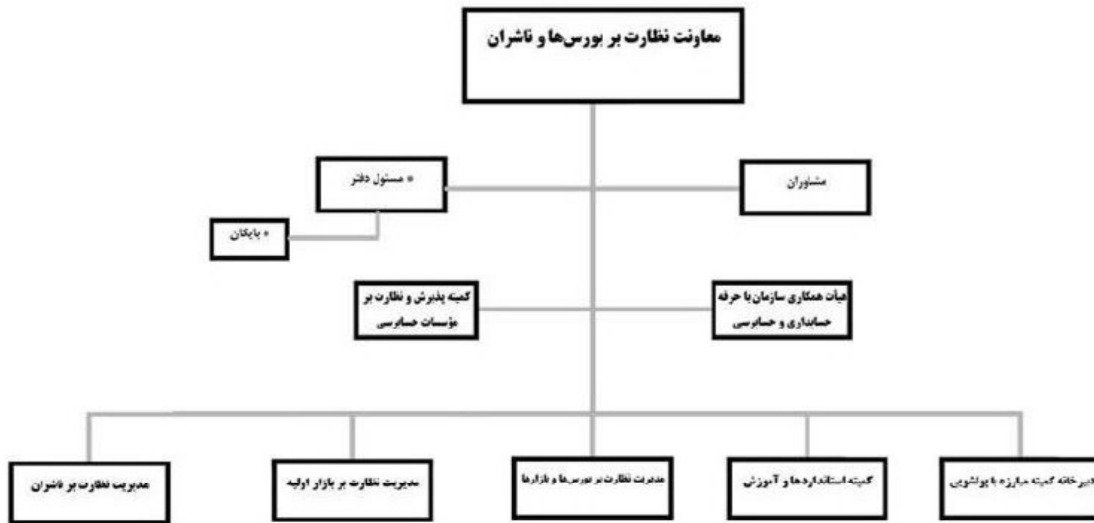 معاونت نظارت بر بورس‌ها و ناشران
مشاوران
* مسئول دفتر
* بایگان
هیأت همکاری سازمان با حرفه
حسابداری و حسابرسی
کمیته پذیرش و نظارت بر
مؤسسات حسابرسی
دبیرخانه کمیته مبارزه با پولشویی
کمیته استانداردها و آموزش
مدیریت نظارت بر بورس‌ها و بازارها
مدیریت نظارت بر بازار اولیه
مدیریت نظارت بر ناشران